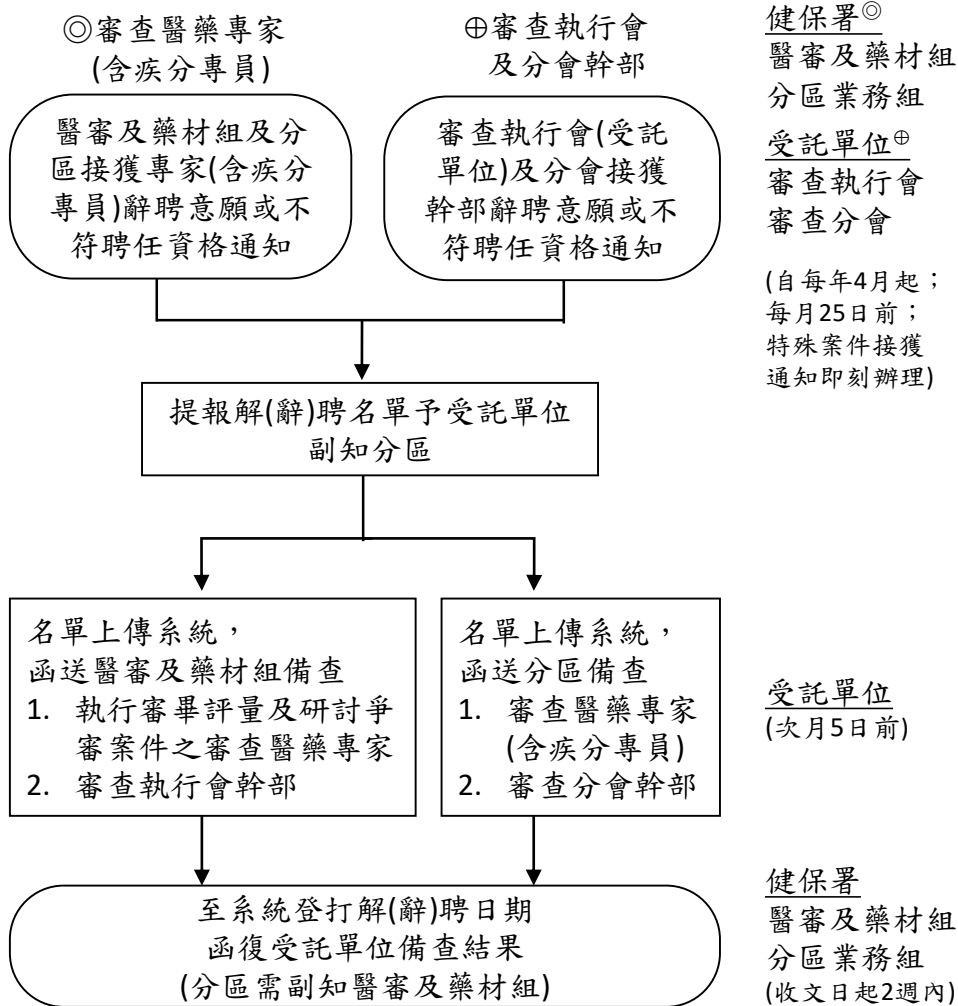 ◎審查醫藥專家
(含疾分專員)
⊕審查執行會
及分會幹部
健保署◎
醫審及藥材組
分區業務組
受託單位⊕
審查執行會
審查分會
(自每年4月起；
每月25日前；
特殊案件接獲
通知即刻辦理)
醫審及藥材組及分
區接獲專家(含疾分
專員)辭聘意願或不
符聘任資格通知
審查執行會(受託
單位)及分會接獲
幹部辭聘意願或不
符聘任資格通知
提報解(辭)聘名單予受託單位
副知分區
名單上傳系統，
函送醫審及藥材組備查
1. 執行審畢評量及研討爭
審案件之審查醫藥專家
2. 審查執行會幹部
名單上傳系統，
函送分區備查
1. 審查醫藥專家
(含疾分專員)
2. 審查分會幹部
受託單位
(次月5日前)
至系統登打解(辭)聘日期
函復受託單位備查結果
(分區需副知醫審及藥材組)
健保署
醫審及藥材組
分區業務組
(收文日起2週內)